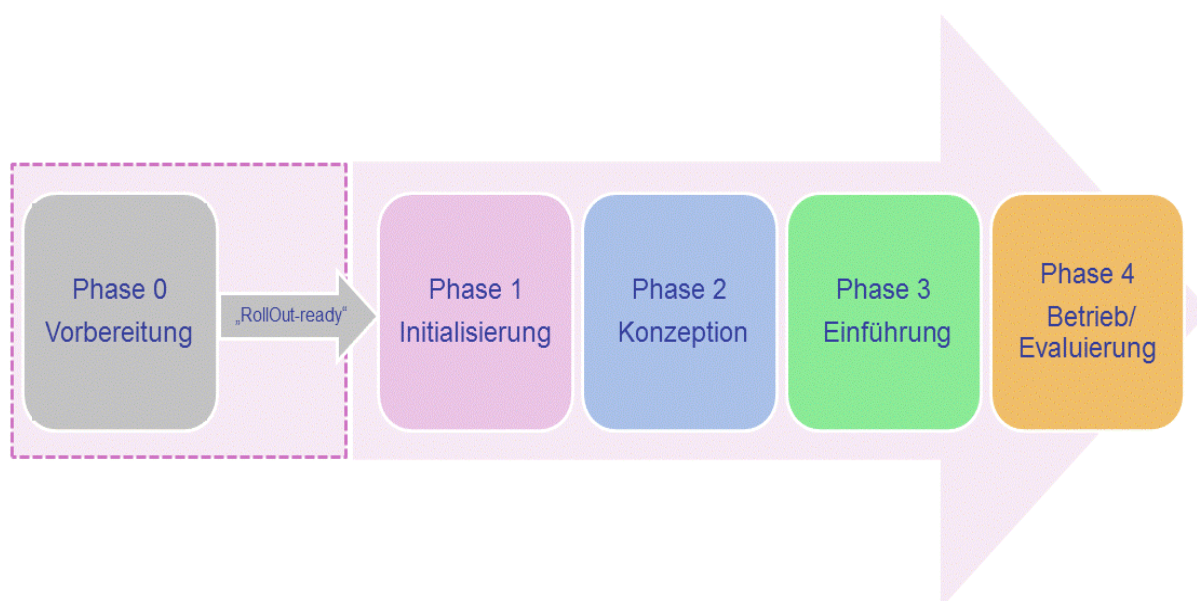 Phase 0
Vorbereitung
„RollOut-ready“
Phase 1
Initialisierung
Phase 2
Konzeption
Phase 3
Einführung
Phase 4
Betrieb/
Evaluierung